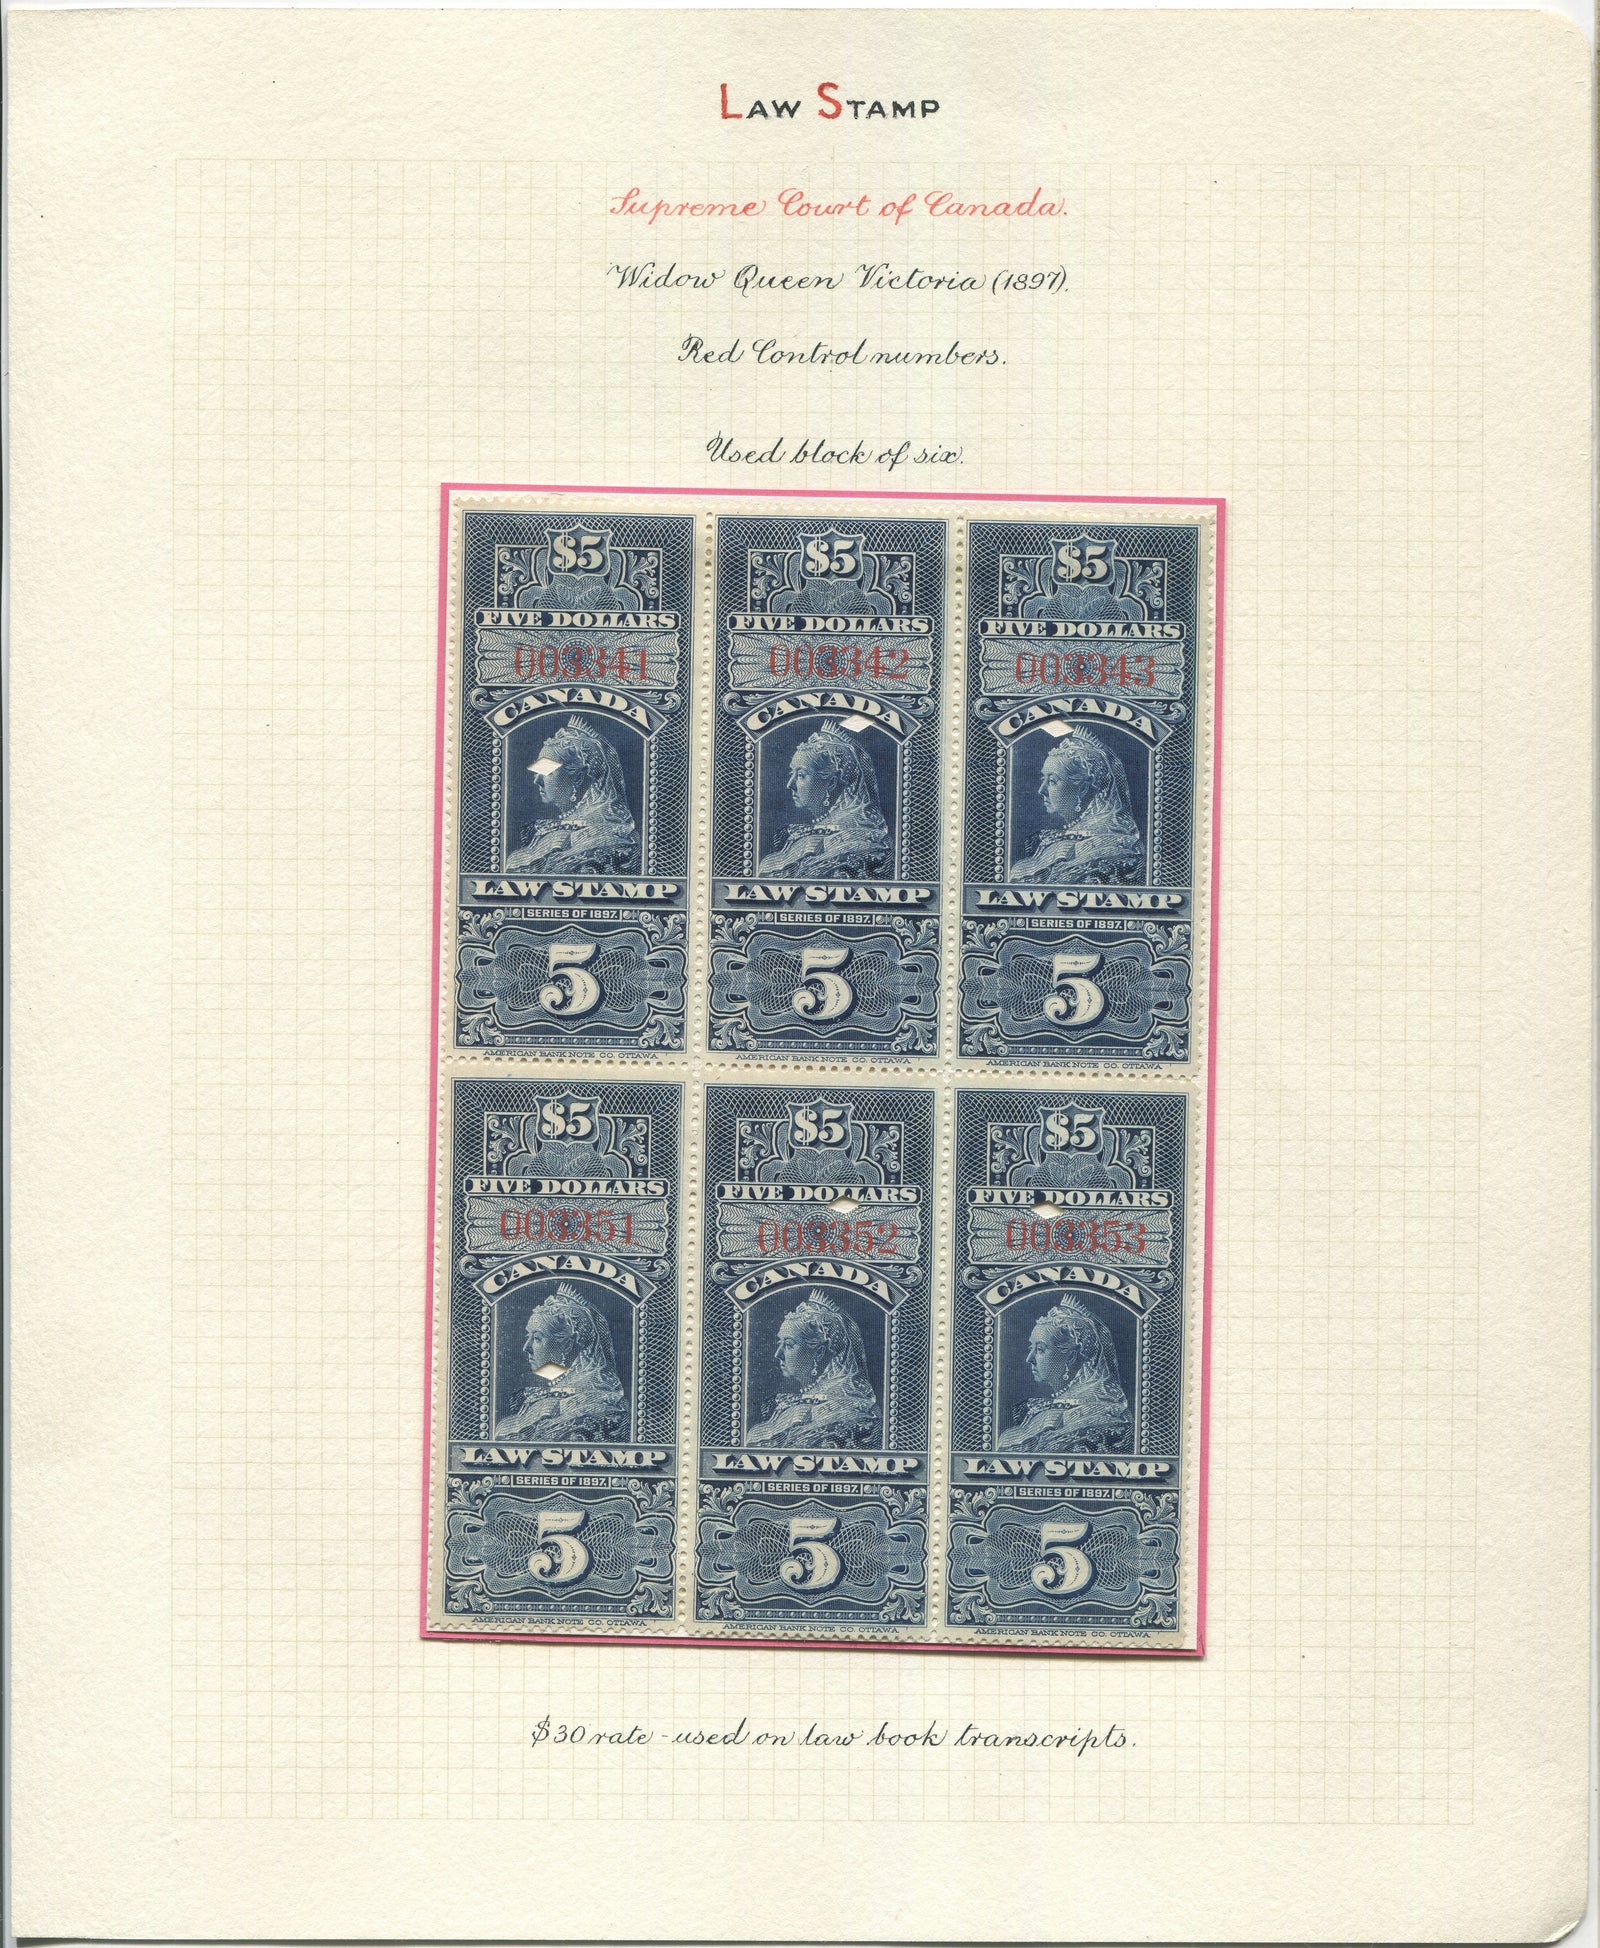 LAW STAMP
Supreme Court of Canada.
Widow Queen Victoria (1897).
Red Control numbers.
Used block of six.
$5 $5 $5
FIVE DOLLARS FIVE DOLLARS FIVE DOLLARS
003341 003342 003343
CANADA CANADA CANADA
LAW STAMP LAW STAMP LAW STAMP
SERIES OF 1897. SERIES OF 1897. SERIES OF 1897.
5 5 5
AMERICAN BANK NOTE CO. OTTAWA AMERICAN BANK NOTE CO. OTTAWA AMERICAN BANK NOTE CO. OTTAWA
$5 $5 $5
FIVE DOLLARS FIVE DOLLARS FIVE DOLLARS
003351 003352 003353
CANADA CANADA CANADA
LAW STAMP LAW STAMP LAW STAMP
SERIES OF 1897. SERIES OF 1897. SERIES OF 1897.
5 5 5
AMERICAN BANK NOTE CO. OTTAWA AMERICAN BANK NOTE CO. OTTAWA AMERICAN BANK NOTE CO. OTTAWA
$30 rate - used on law book transcripts.